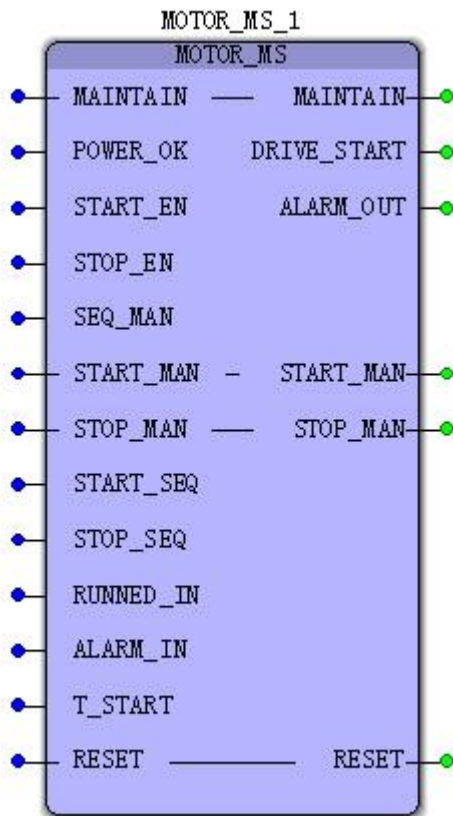 MOTOR_MS_1
MOTOR_MS
MAINTAIN MAINTAIN
POWER_OK DRIVE_START
START_EN ALARM_OUT
STOP_EN
SEQ_MAN
START_MAN START_MAN
STOP_MAN STOP_MAN
START_SEQ
STOP_SEQ
RUNNED_IN
ALARM_IN
T_START
RESET RESET